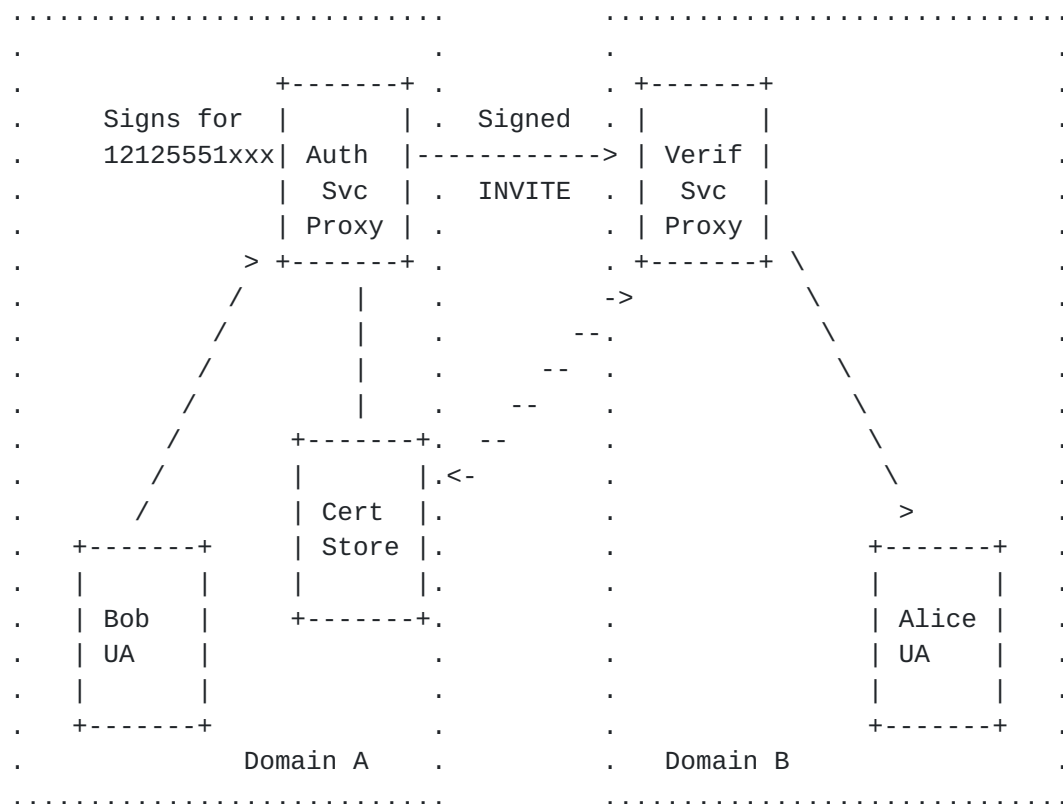 Signs for
12125551xxx
Auth
Svc
Proxy
Signed
INVITE
Verif
Svc
Proxy
Cert
Store
Bob
UA
Alice
UA
Domain A
Domain B